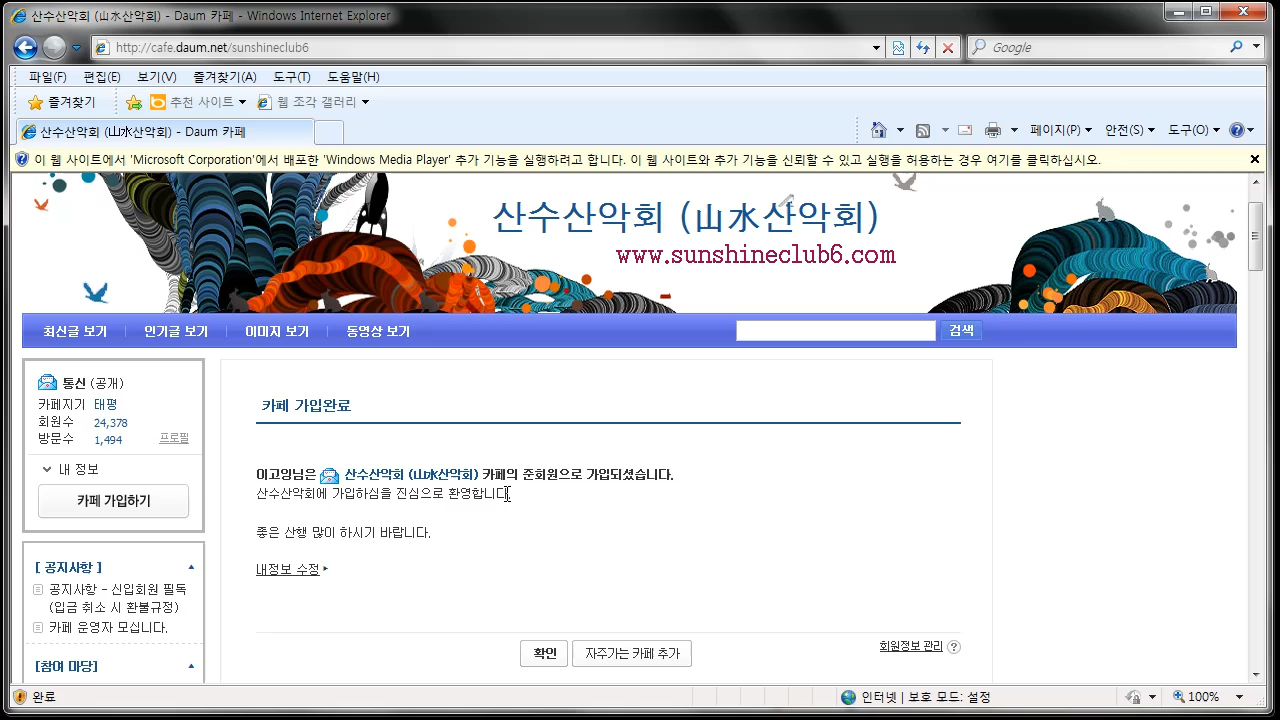 산수산악회 (山水산악회) - Daum 카페 - Windows Internet Explorer
http://cafe.daum.net/sunshineclub6
Google
파일(F) 편집(E) 보기(V) 즐겨찾기(A) 도구(T) 도움말(H)
즐겨찾기 추천 사이트 웹 조각 갤러리
산수산악회 (山水산악회) - Daum 카페
페이지(P) 안전(S) 도구(O)
이 웹 사이트에서 'Microsoft Corporation'에서 배포한 'Windows Media Player' 추가 기능을 실행하려고 합니다. 이 웹 사이트와 추가 기능을 신뢰할 수 있고 실행을 허용하는 경우 여기를 클릭하십시오.
산수산악회 (山水산악회)
www.sunshineclub6.com
최신글 보기 인기글 보기 이미지 보기 동영상 보기 검색
통신 (공개)
카페지기 태평
회원수 24,378
방문수 1,494 프로필
내 정보
카페 가입하기
[ 공지사항 ]
공지사항 - 신입회원 필독
(입금 취소 시 환불규정)
카페 운영자 모십니다.
[참여 마당]
카페 가입완료
이고잉님은 산수산악회 (山水산악회) 카페의 준회원으로 가입되셨습니다.
산수산악회에 가입하심을 진심으로 환영합니다
좋은 산행 많이 하시기 바랍니다.
내정보 수정
확인 자주가는 카페 추가
회원정보 관리 ?
완료 인터넷 | 보호 모드: 설정 100%